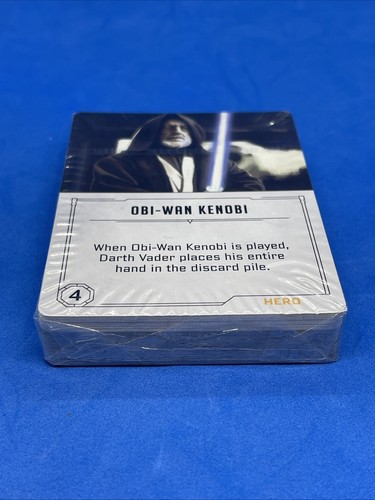 OBI-WAN KENOBI
When Obi-Wan Kenobi is played,
Darth Vader places his entire
hand in the discard pile.
4
HERO